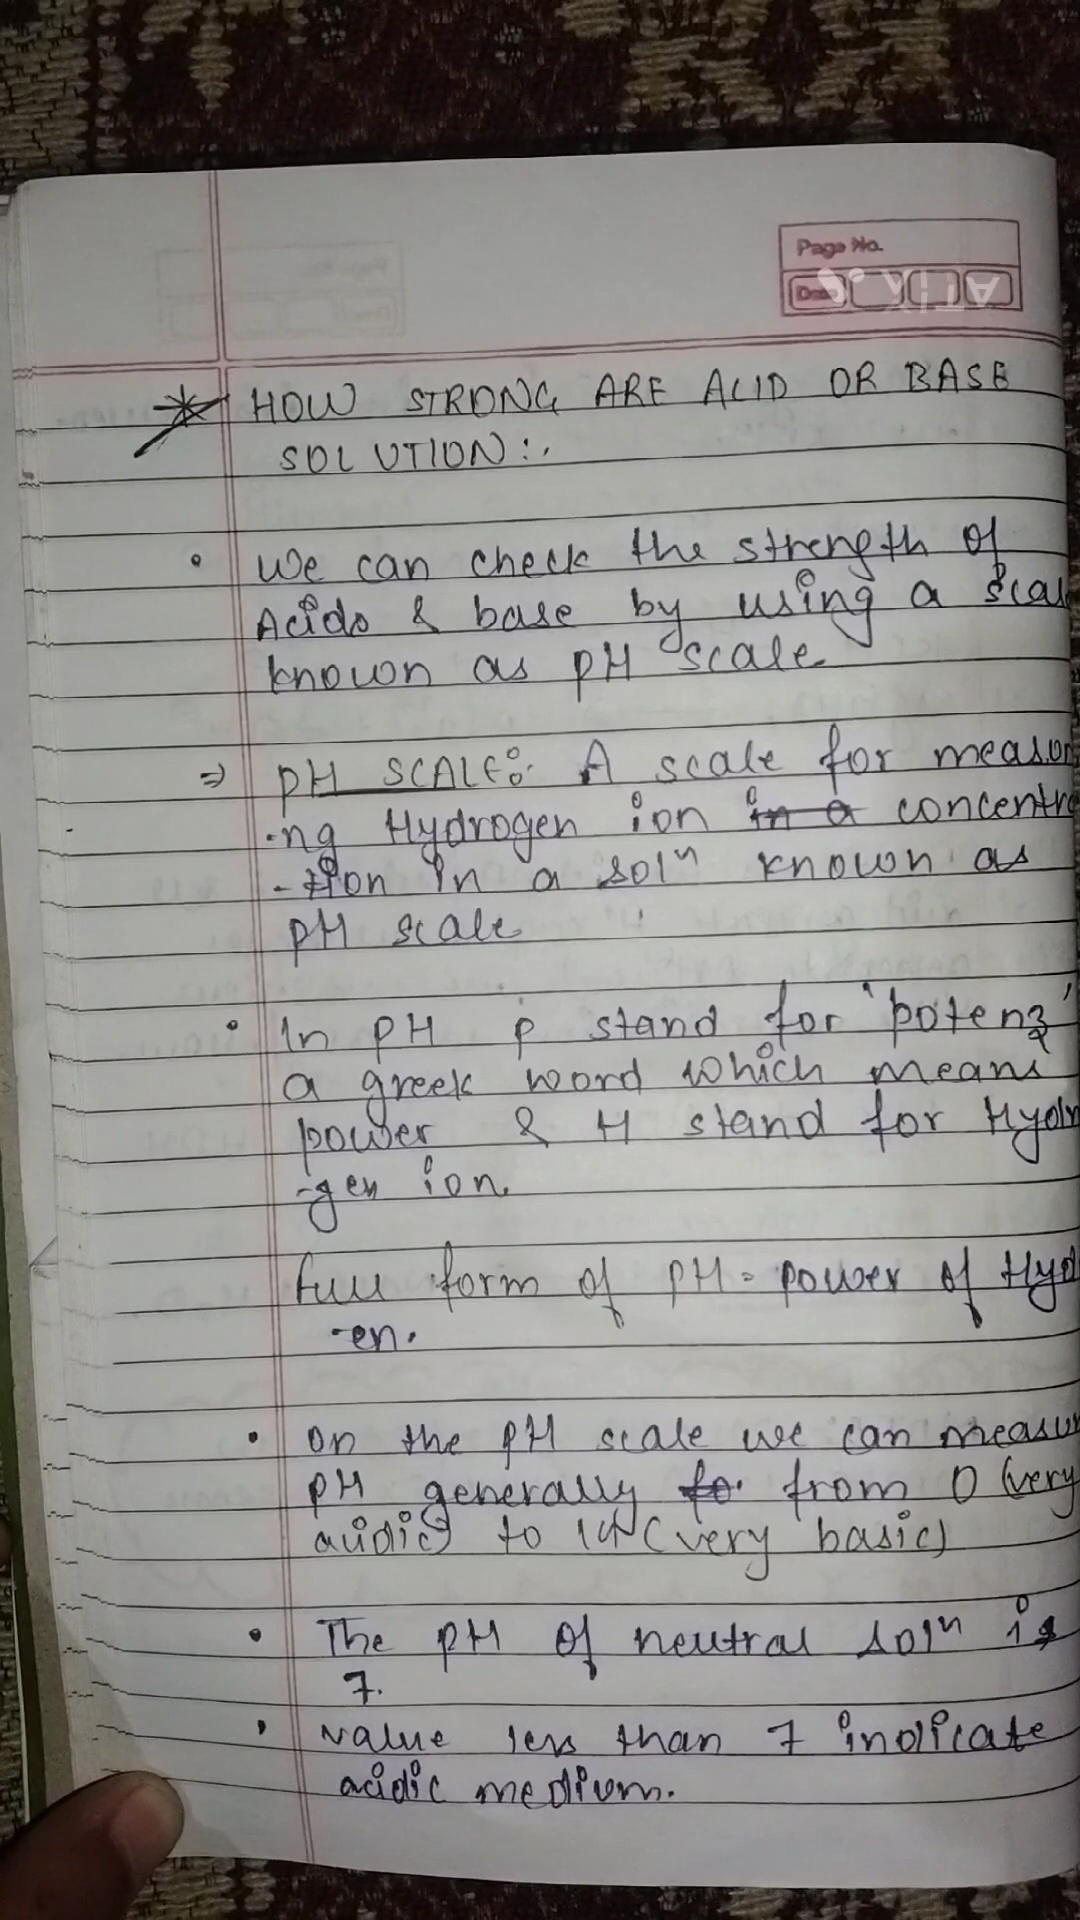 Page No.
Date
HOW STRONG ARE ACID OR BASE
SOLUTION:.
We can check the strength of
Acids & base by using a scal
known as pH scale
⇒ pH SCALE:- A scale for measur
-ng Hydrogen ion in a concentra
-tion in a solⁿ known as
pH scale
In pH p stand for 'potenz'
a greek word which means
power & H stand for Hydr
-gen ion.
full form of pH = power of Hyd
-en.
On the pH scale we can measur
pH generally fo from 0 (very
acidic) to 14 (very basic)
The pH of neutral solⁿ is
7.
value less than 7 indicate
acidic medium.